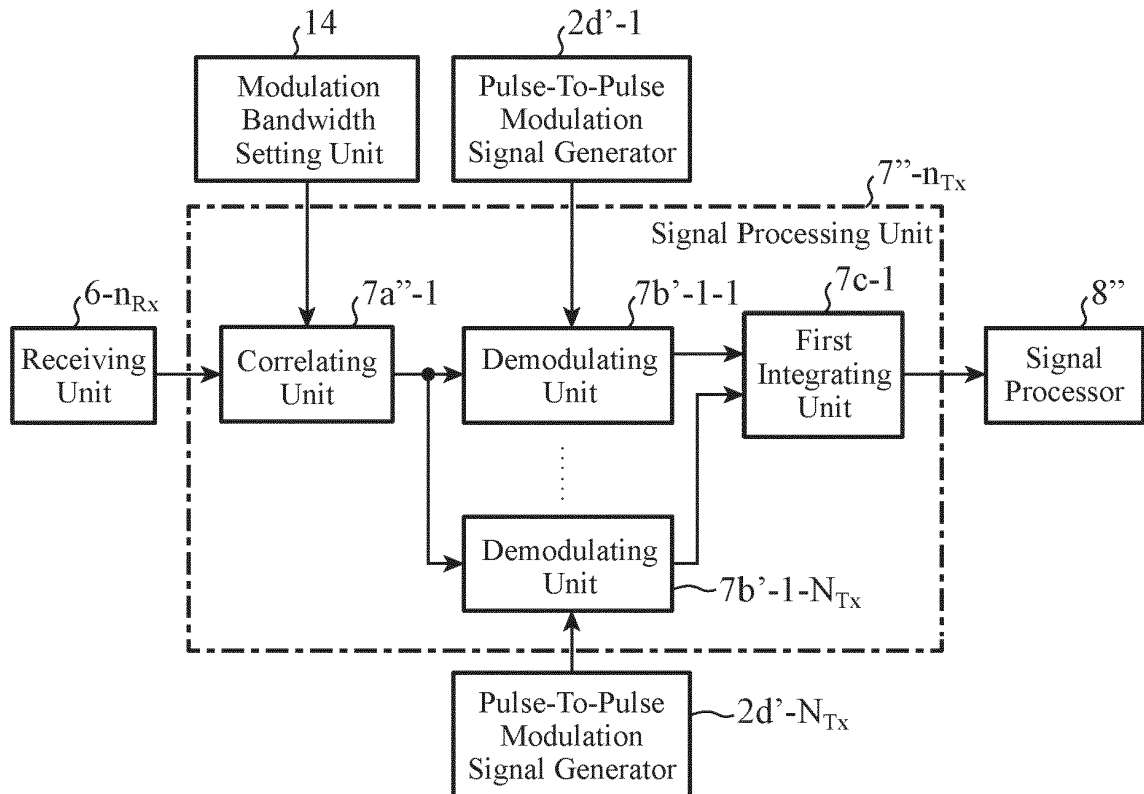 14
2d’-1
Modulation
Bandwidth
Setting Unit
Pulse-To-Pulse
Modulation
Signal Generator
7”-nTx
Signal Processing Unit
6-nRx
7a”-1
7b’-1-1
7c-1
8”
Receiving
Unit
Correlating
Unit
Demodulating
Unit
First
Integrating
Unit
Signal
Processor
Demodulating
Unit
7b’-1-NTx
Pulse-To-Pulse
Modulation
Signal Generator
2d’-NTx